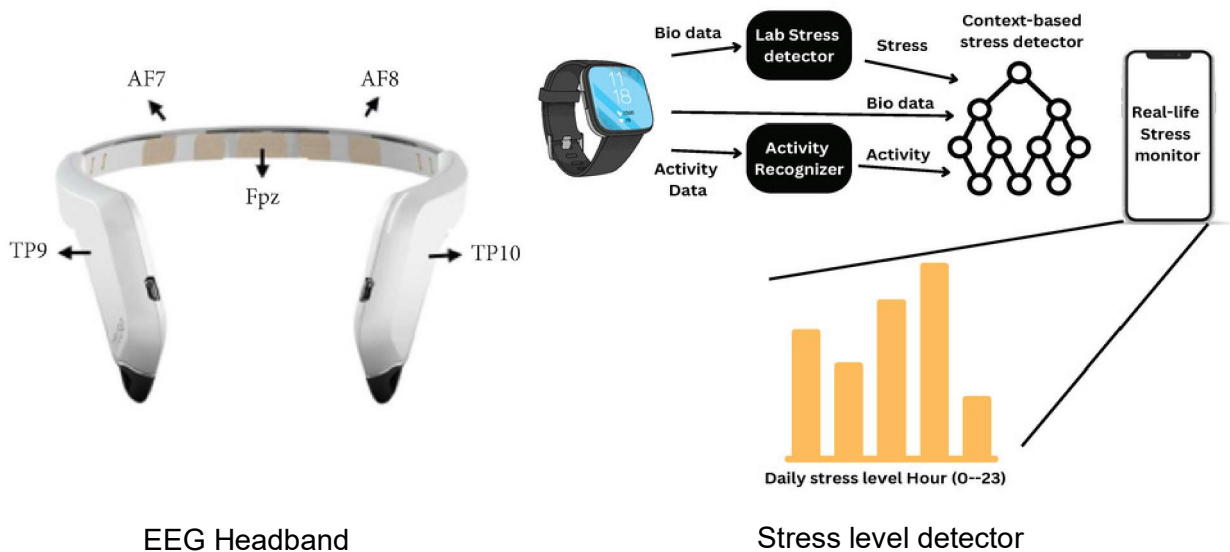 AF7
AF8
Fpz
TP9
TP10
EEG Headband
Bio data
Lab Stress
detector
Stress
Context-based
stress detector
11
18
Bio data
Activity
Data
Activity
Recognizer
Activity
Real-life
Stress
monitor
Daily stress level Hour (0--23)
Stress level detector